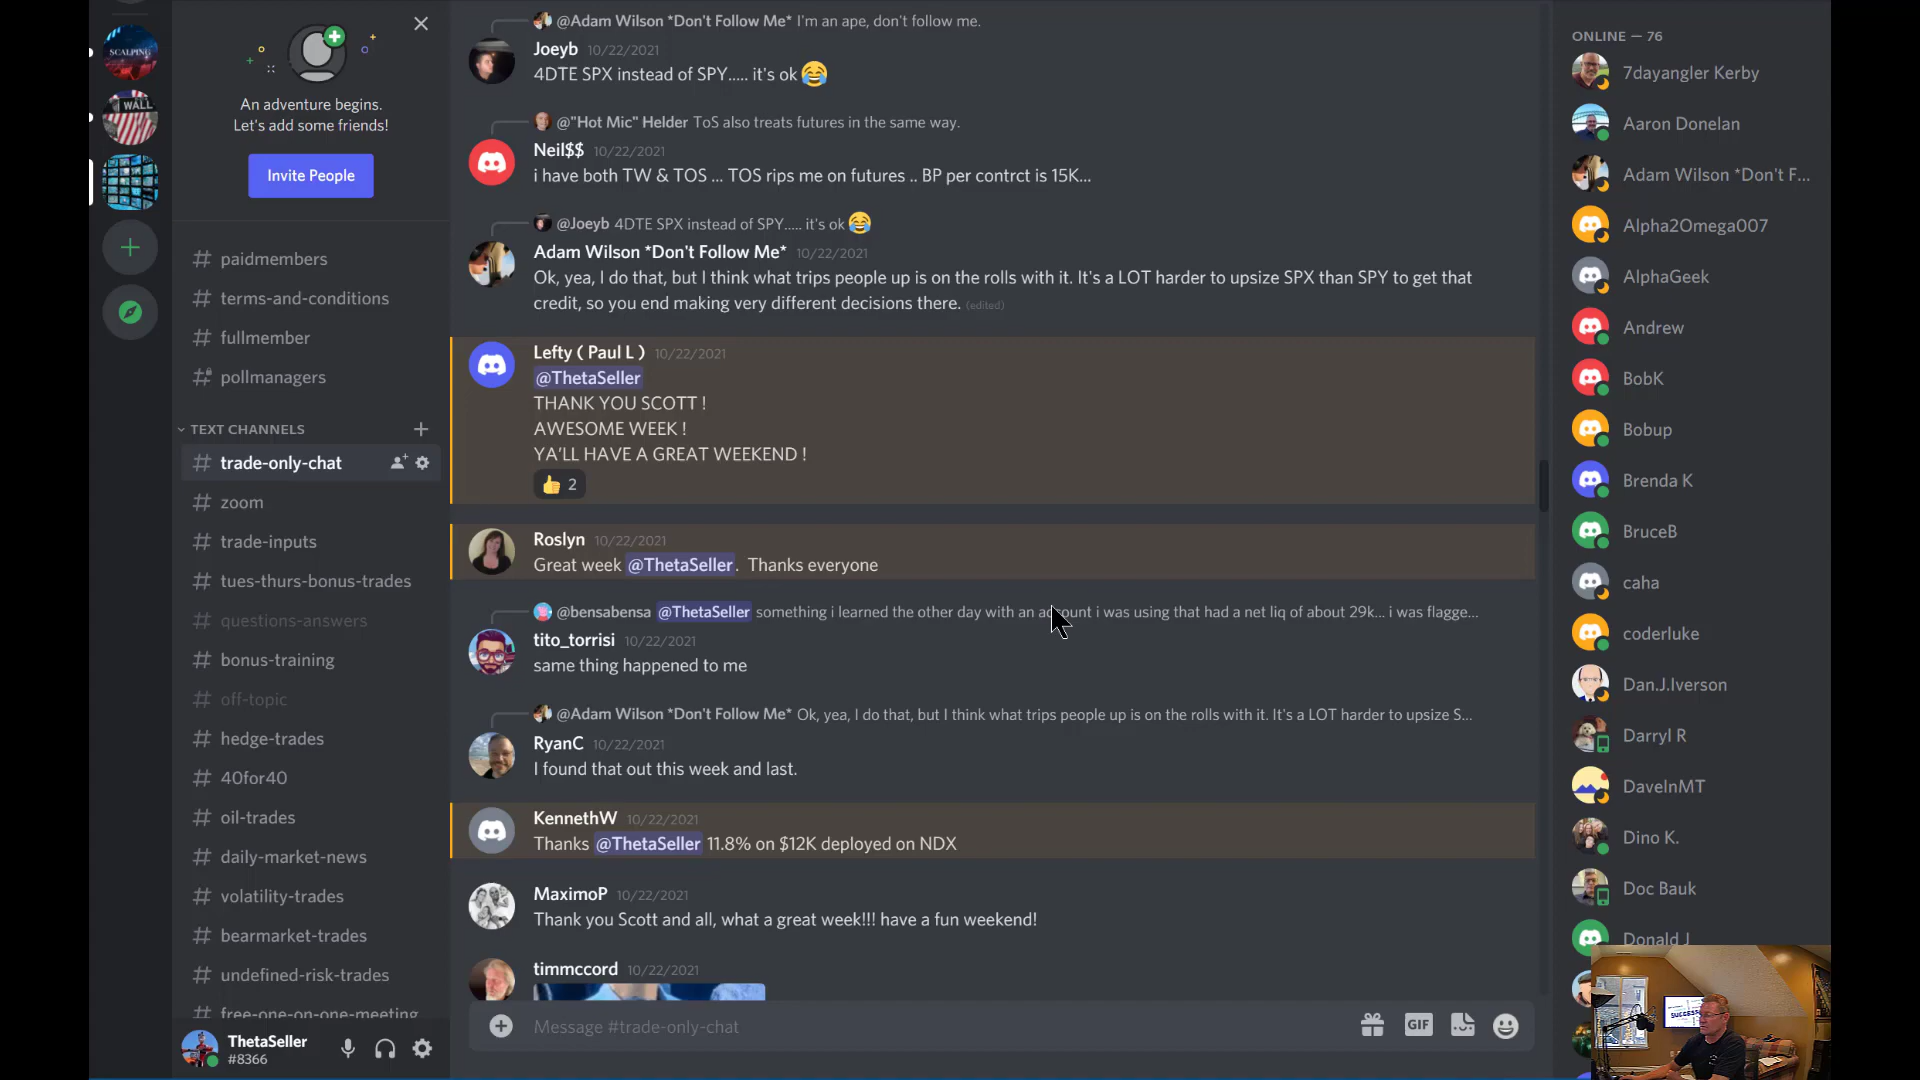 SCALPING
WALL
An adventure begins.
Let's add some friends!
Invite People
paidmembers
terms-and-conditions
fullmember
pollmanagers
TEXT CHANNELS
trade-only-chat
zoom
trade-inputs
tues-thurs-bonus-trades
questions-answers
bonus-training
off-topic
hedge-trades
40for40
oil-trades
daily-market-news
volatility-trades
bearmarket-trades
undefined-risk-trades
free-one-on-one-meeting
ThetaSeller
#8366
@Adam Wilson *Don't Follow Me* I'm an ape, don't follow me.
Joeyb 10/22/2021
4DTE SPX instead of SPY..... it's ok 😂
@"Hot Mic" Helder ToS also treats futures in the same way.
Neil$$ 10/22/2021
i have both TW & TOS ... TOS rips me on futures .. BP per contrct is 15K...
@Joeyb 4DTE SPX instead of SPY..... it's ok 😂
Adam Wilson *Don't Follow Me* 10/22/2021
Ok, yea, I do that, but I think what trips people up is on the rolls with it. It's a LOT harder to upsize SPX than SPY to get that
credit, so you end making very different decisions there. (edited)
Lefty ( Paul L ) 10/22/2021
@ThetaSeller
THANK YOU SCOTT !
AWESOME WEEK !
YA'LL HAVE A GREAT WEEKEND !
👍 2
Roslyn 10/22/2021
Great week @ThetaSeller. Thanks everyone
@bensabensa @ThetaSeller something i learned the other day with an account i was using that had a net liq of about 29k... i was flagge...
tito_torrisi 10/22/2021
same thing happened to me
@Adam Wilson *Don't Follow Me* Ok, yea, I do that, but I think what trips people up is on the rolls with it. It's a LOT harder to upsize S...
RyanC 10/22/2021
I found that out this week and last.
KennethW 10/22/2021
Thanks @ThetaSeller 11.8% on $12K deployed on NDX
MaximoP 10/22/2021
Thank you Scott and all, what a great week!!! have a fun weekend!
timmccord 10/22/2021
Message #trade-only-chat
GIF
ONLINE — 76
7dayangler Kerby
Aaron Donelan
Adam Wilson *Don't F...
Alpha2Omega007
AlphaGeek
Andrew
BobK
Bobup
Brenda K
BruceB
caha
coderluke
Dan.J.Iverson
Darryl R
DaveInMT
Dino K.
Doc Bauk
Donald J
SUCCESS